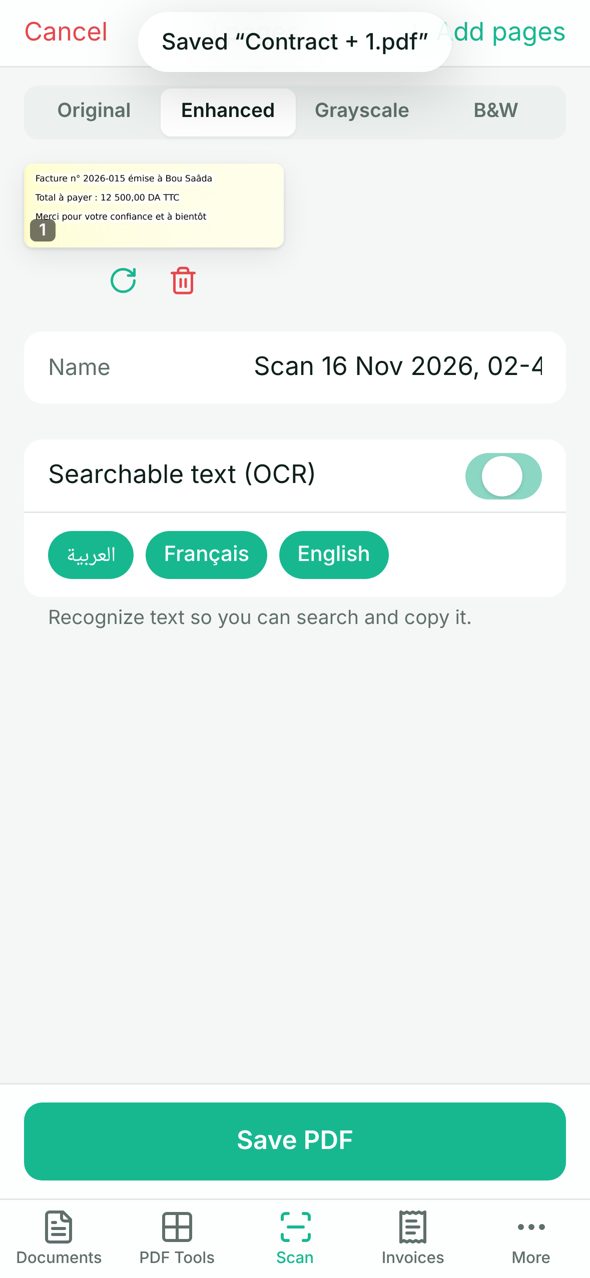 Cancel
Saved “Contract + 1.pdf”
dd pages
Original
Enhanced
Grayscale
B&W
Facture n° 2026-015 émise à Bou Saâda
Total à payer : 12 500,00 DA TTC
Merci pour votre confiance et à bientôt
1
Name
Scan 16 Nov 2026, 02-4
Searchable text (OCR)
العربية
Français
English
Recognize text so you can search and copy it.
Save PDF
Documents
PDF Tools
Scan
Invoices
More